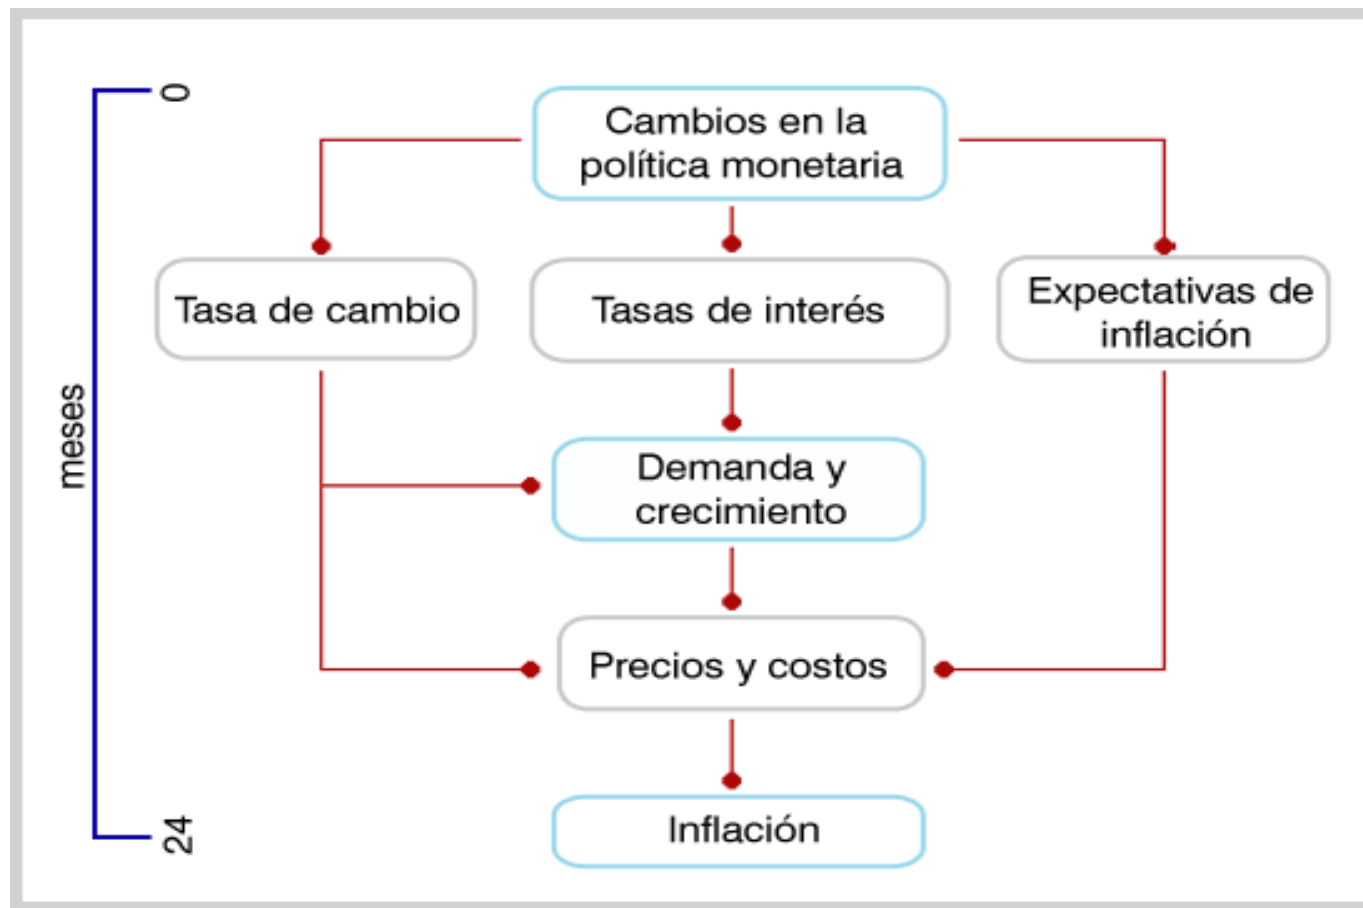 0
Cambios en la
política monetaria
Tasa de cambio
Tasas de interés
Expectativas de
inflación
meses
Demanda y
crecimiento
Precios y costos
Inflación
24